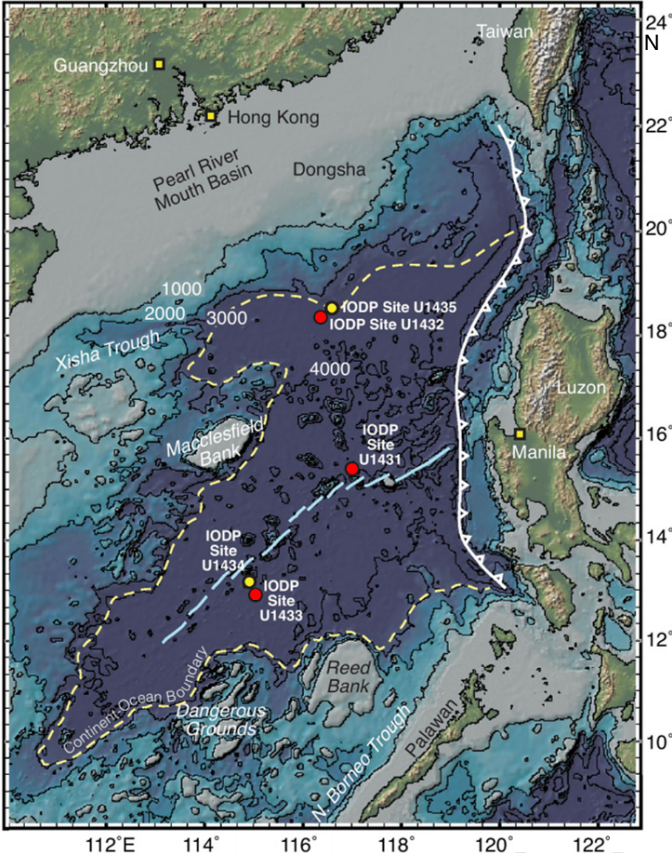 24°
N
Taiwan
Guangzhou
Hong Kong
22°
Pearl River
Mouth Basin
Dongsha
20°
1000
2000
3000
IODP Site U1435
IODP Site U1432
18°
Xisha Trough
4000
Luzon
Macclesfield
Bank
IODP
Site
U1431
16°
Manila
14°
IODP
Site
U1434
IODP
Site
U1433
12°
Continent Ocean Boundary
Reed
Bank
Dangerous
Grounds
N. Borneo Trough
Palawan
10°
112°E
114°
116°
118°
120°
122°